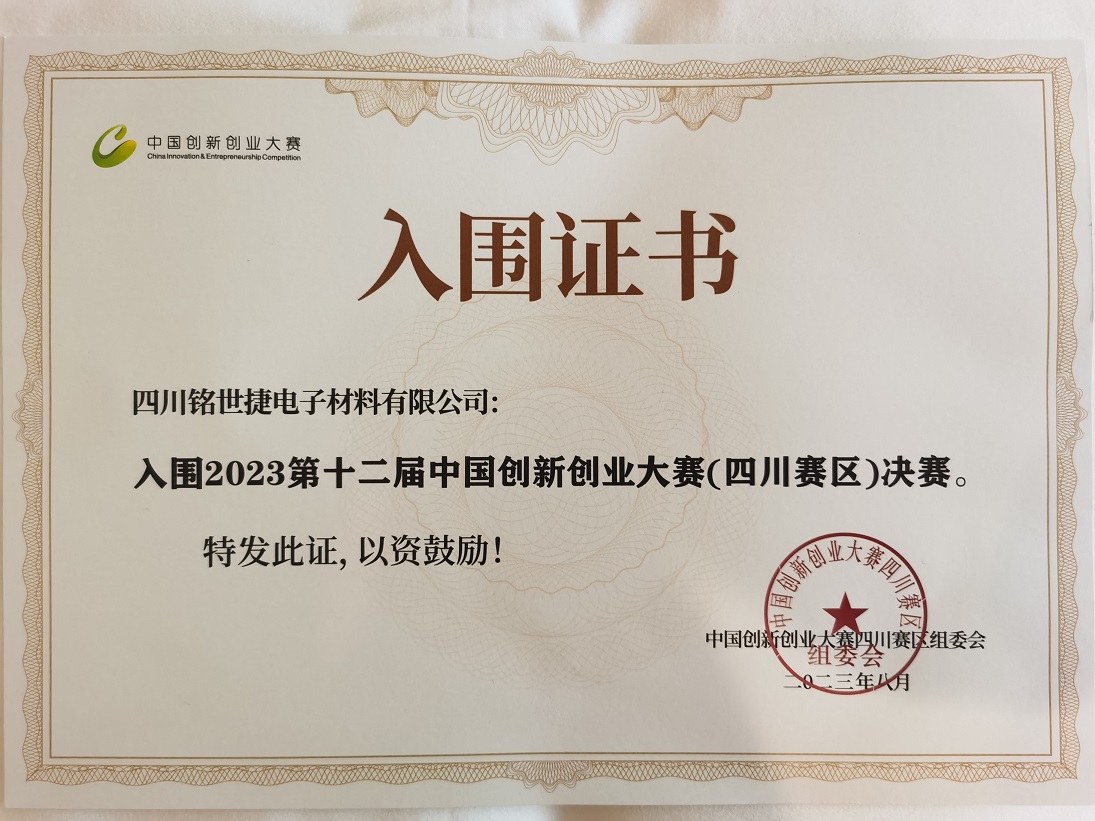 中国创新创业大赛
China Innovation & Entrepreneurship Competition
入围证书
四川铭世捷电子材料有限公司:
入围2023第十二届中国创新创业大赛(四川赛区)决赛。
特发此证, 以资鼓励!
中国创新创业大赛四川赛区
中国创新创业大赛四川赛区组委会
组委会
二〇二三年八月